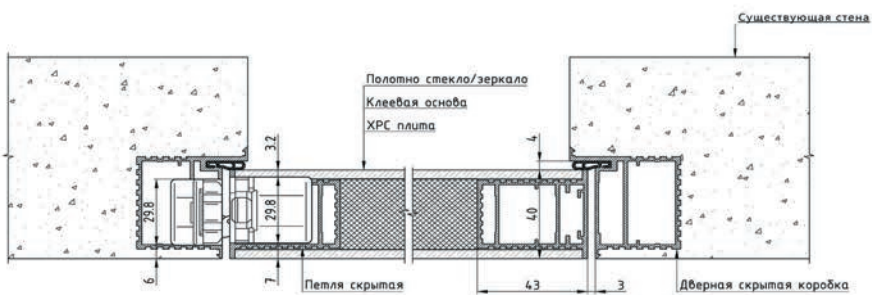 Существующая стена
Полотно стекло/зеркало
Клеевая основа
XPC плита
3.2
4
29.8
29.8
40
6
7
Петля скрытая
43
3
Дверная скрытая коробка